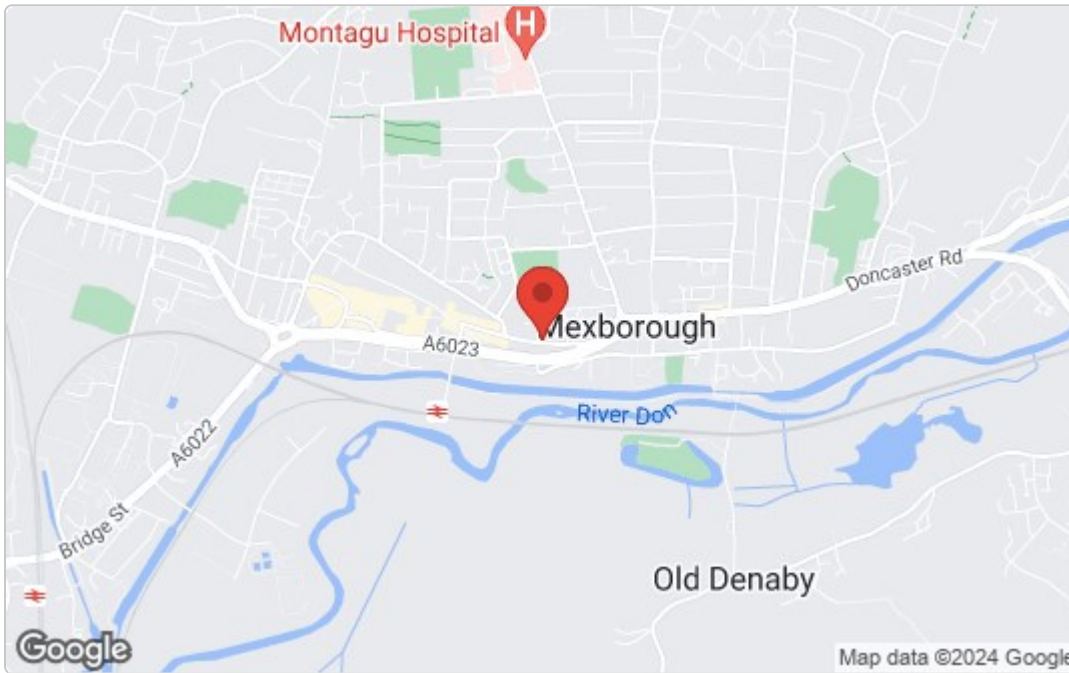 Montagu Hospital
H
Doncaster Rd
Mexborough
A6023
River Don
A6022
Bridge St
Old Denaby
Google
Map data ©2024 Google